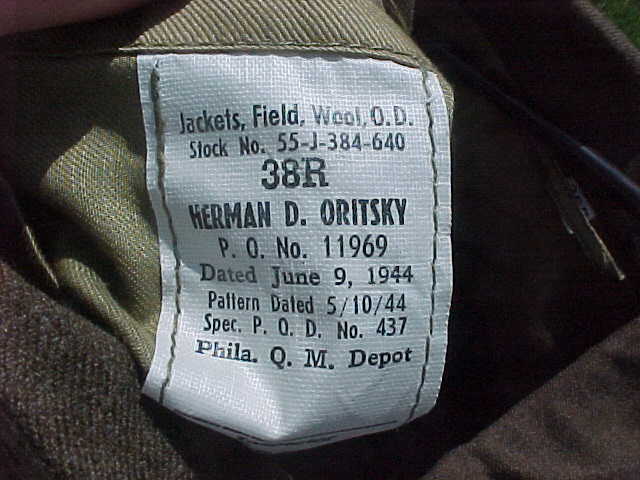 Jackets, Field, Wool, O.D.
Stock No. 55-J-384-640
38R
HERMAN D. ORITSKY
P. O. No. 11969
Dated June 9, 1944
Pattern Dated 5/10/44
Spec. P. Q. D. No. 437
Phila. Q. M. Depot